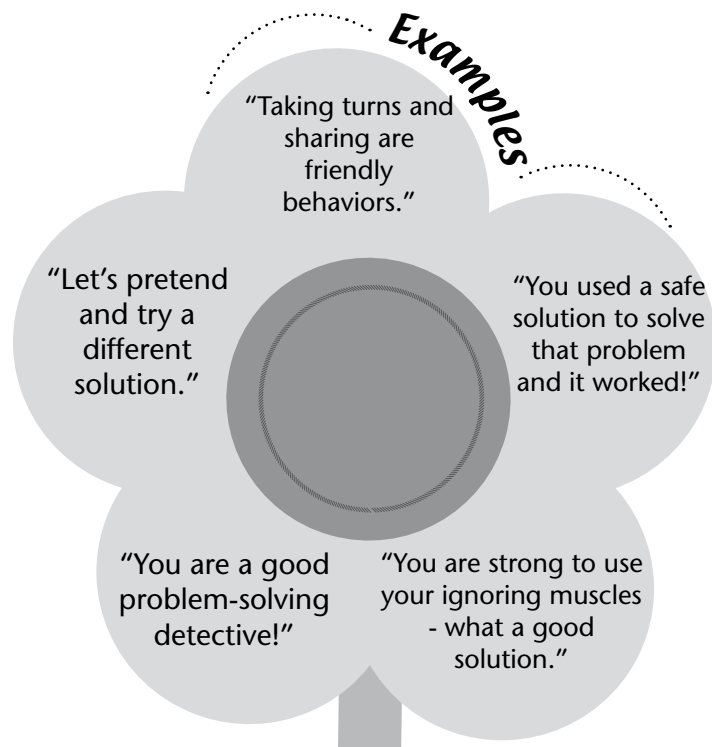 Examples
“Taking turns and
sharing are
friendly
behaviors.”
“Let’s pretend
and try a
different
solution.”
“You used a safe
solution to solve
that problem
and it worked!”
“You are a good
problem-solving
detective!”
“You are strong to use
your ignoring muscles
- what a good
solution.”